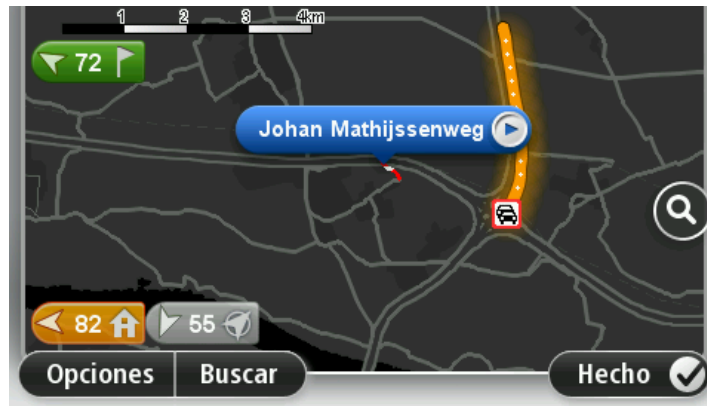 1 2 3 4km
72
Johan Mathijssenweg
82 55
Opciones Buscar Hecho